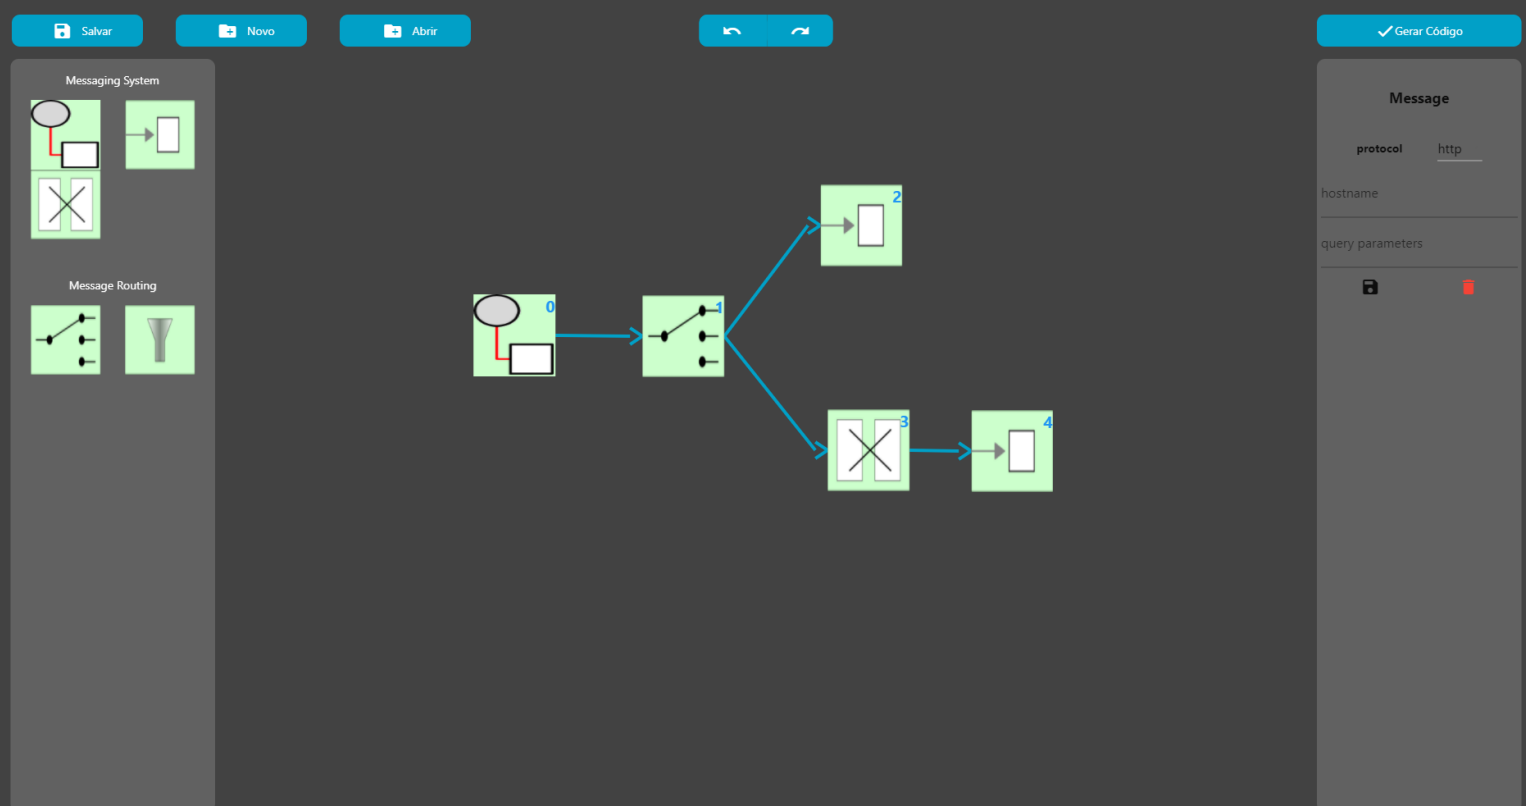 Salvar
Novo
Abrir
Gerar Código
Messaging System
Message Routing
0
1
2
3
4
Message
protocol
http
hostname
query parameters